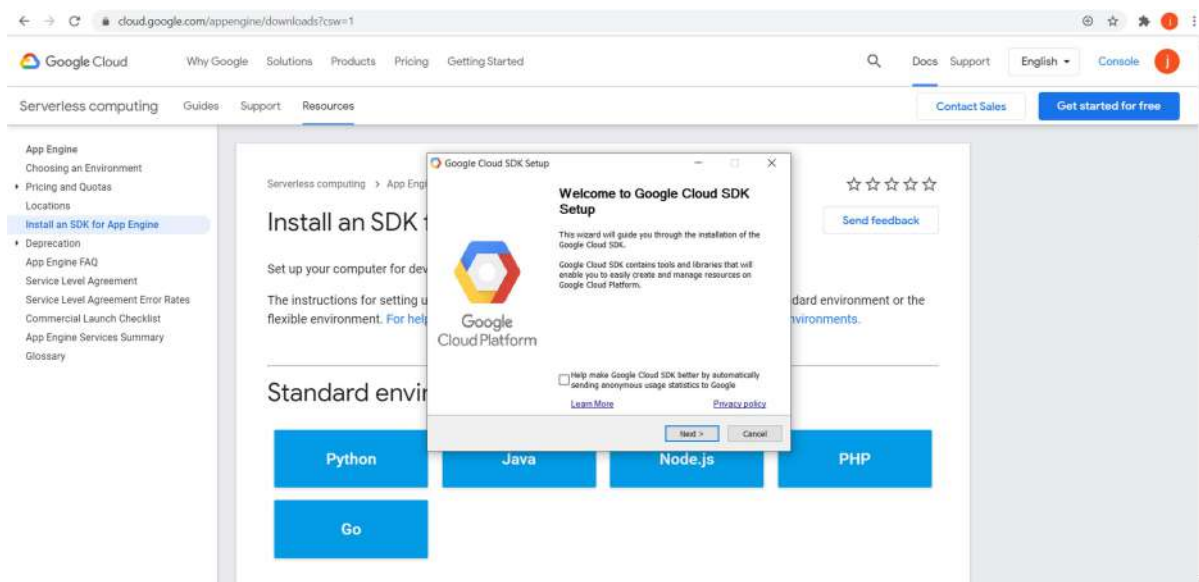 cloud.google.com/appengine/downloads?csw=1
j
Google Cloud
Why Google
Solutions
Products
Pricing
Getting Started
Docs
Support
English
Console
j
Serverless computing
Guides
Support
Resources
Contact Sales
Get started for free
App Engine
Choosing an Environment
Pricing and Quotas
Locations
Install an SDK for App Engine
Deprecation
App Engine FAQ
Service Level Agreement
Service Level Agreement Error Rates
Commercial Launch Checklist
App Engine Services Summary
Glossary
Serverless computing > App Engi
Install an SDK
Send feedback
Set up your computer for dev
The instructions for setting u
dard environment or the
flexible environment. For help
nvironments.
Standard envir
Python
Java
Node.js
PHP
Go
Google Cloud SDK Setup
Welcome to Google Cloud SDK
Setup
This wizard will guide you through the installation of the
Google Cloud SDK.
Google Cloud SDK contains tools and libraries that will
enable you to easily create and manage resources on
Google Cloud Platform.
Google
Cloud Platform
Help make Google Cloud SDK better by automatically
sending anonymous usage statistics to Google
Learn More
Privacy policy
Next >
Cancel